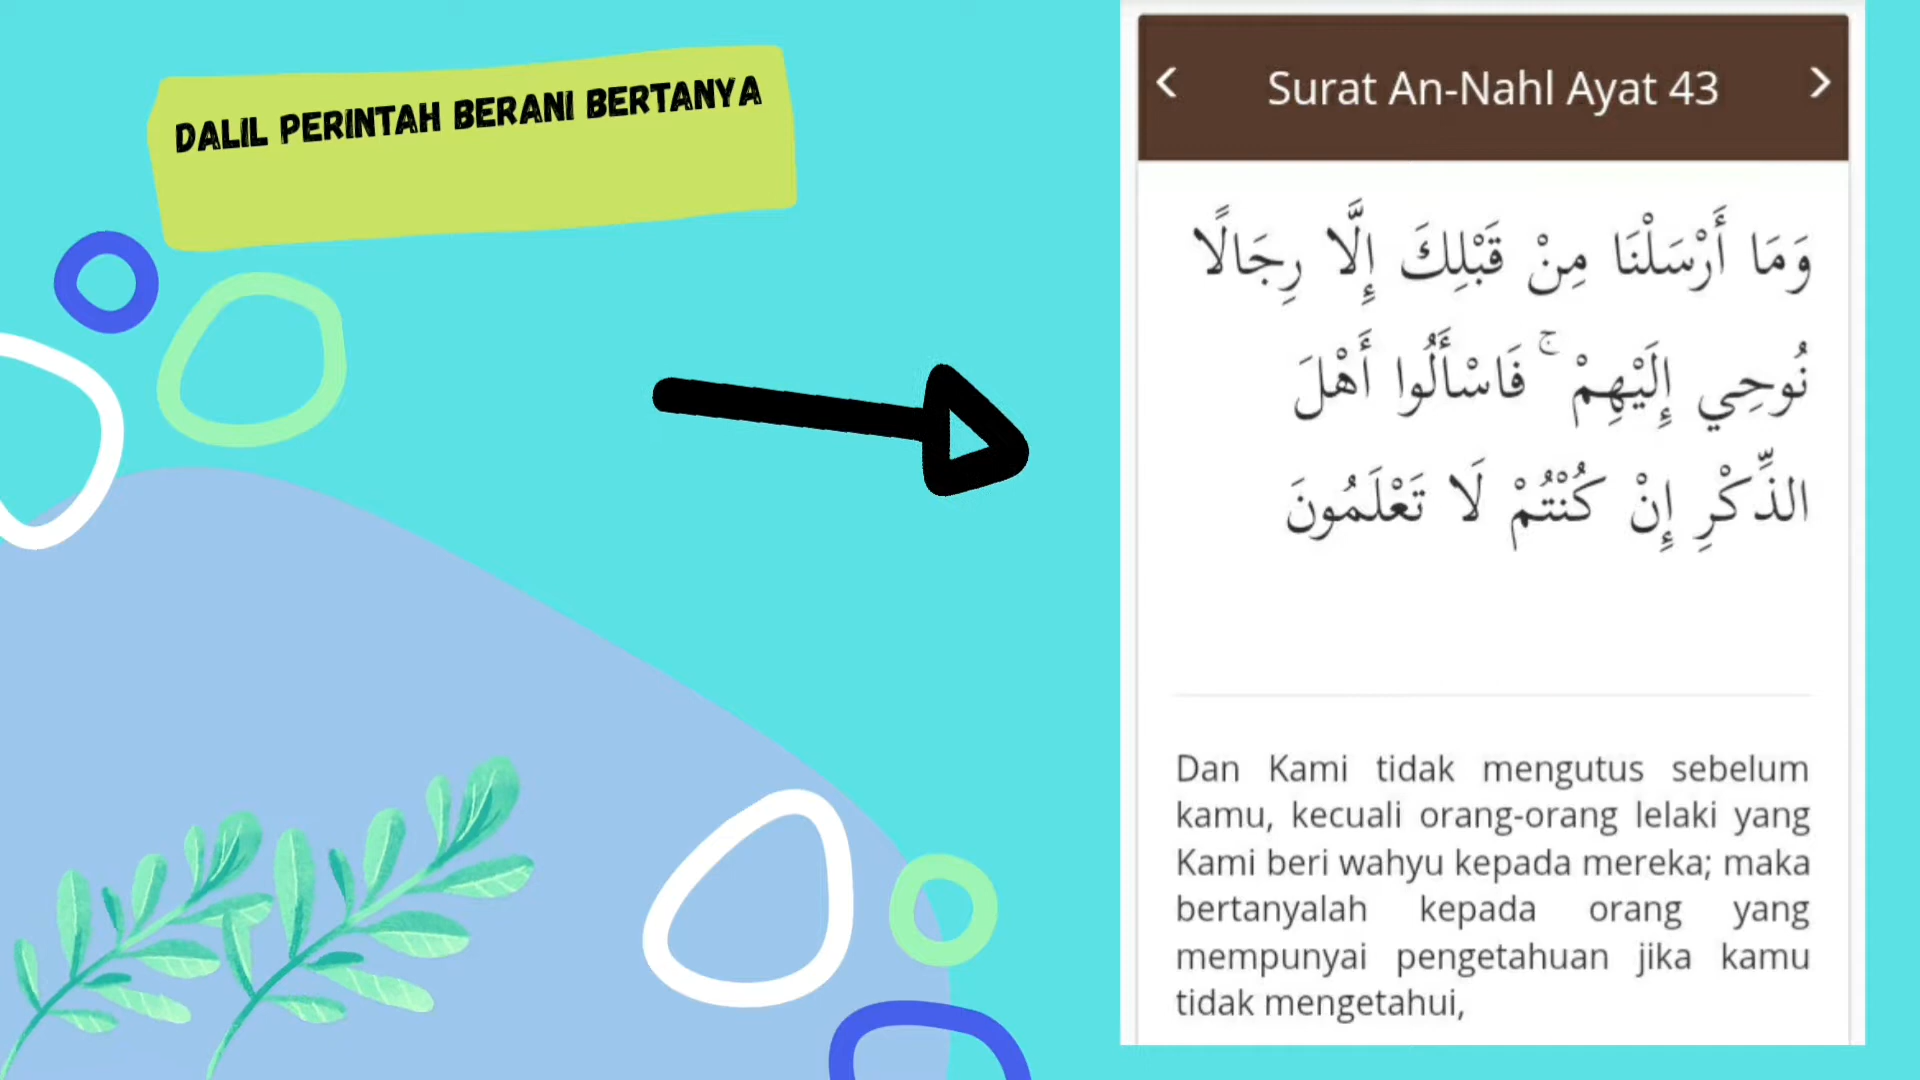 DALIL PERINTAH BERANI BERTANYA
Surat An-Nahl Ayat 43
وَمَا أَرْسَلْنَا مِنْ قَبْلِكَ إِلَّا رِجَالًا
نُوحِي إِلَيْهِمْ ۚ فَاسْأَلُوا أَهْلَ
الذِّكْرِ إِنْ كُنْتُمْ لَا تَعْلَمُونَ
Dan Kami tidak mengutus sebelum
kamu, kecuali orang-orang lelaki yang
Kami beri wahyu kepada mereka; maka
bertanyalah kepada orang yang
mempunyai pengetahuan jika kamu
tidak mengetahui,